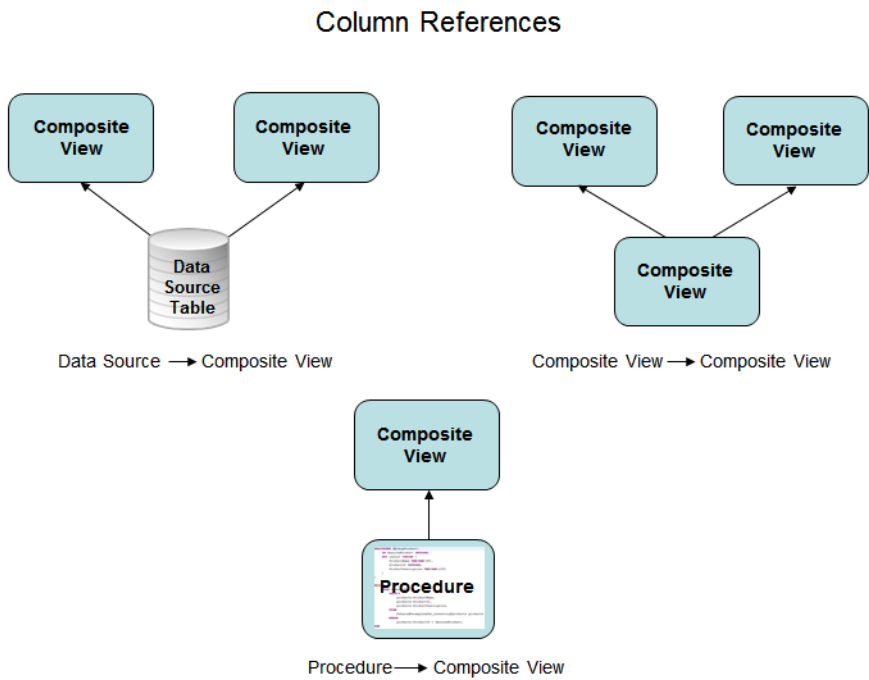 Column References
Composite
View
Composite
View
Data
Source
Table
Data Source → Composite View
Composite
View
Composite
View
Composite
View
Composite View → Composite View
Composite
View
Procedure
Procedure → Composite View